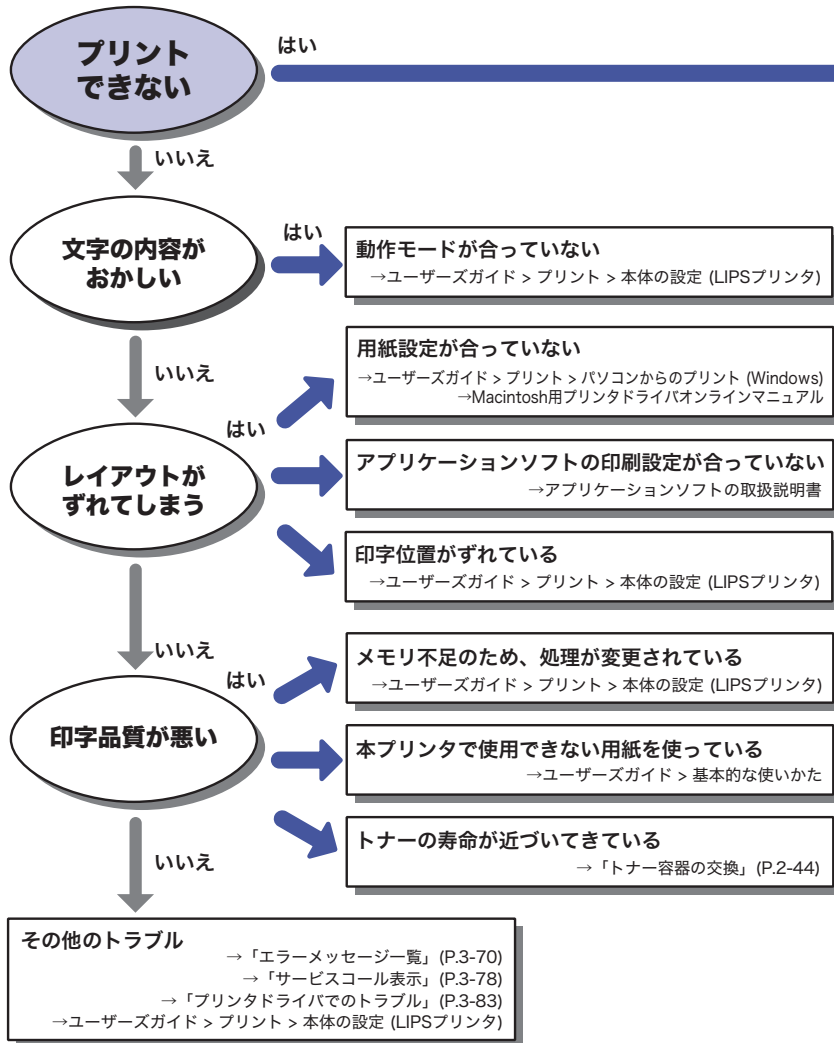 プリント
できない
はい
いいえ
文字の内容が
おかしい
はい
動作モードが合っていない
→ユーザーズガイド > プリント > 本体の設定 (LIPSプリンタ)
いいえ
レイアウトが
ずれてしまう
はい
用紙設定が合っていない
→ユーザーズガイド > プリント > パソコンからのプリント (Windows)
→Macintosh用プリンタドライバオンラインマニュアル
アプリケーションソフトの印刷設定が合っていない
→アプリケーションソフトの取扱説明書
印字位置がずれている
→ユーザーズガイド > プリント > 本体の設定 (LIPSプリンタ)
いいえ
印字品質が悪い
はい
メモリ不足のため、処理が変更されている
→ユーザーズガイド > プリント > 本体の設定 (LIPSプリンタ)
本プリンタで使用できない用紙を使っている
→ユーザーズガイド > 基本的な使いかた
トナーの寿命が近づいてきている
→「トナー容器の交換」(P.2-44)
いいえ
その他のトラブル
→「エラーメッセージ一覧」(P.3-70)
→「サービスコール表示」(P.3-78)
→「プリンタドライバでのトラブル」(P.3-83)
→ユーザーズガイド > プリント > 本体の設定 (LIPSプリンタ)